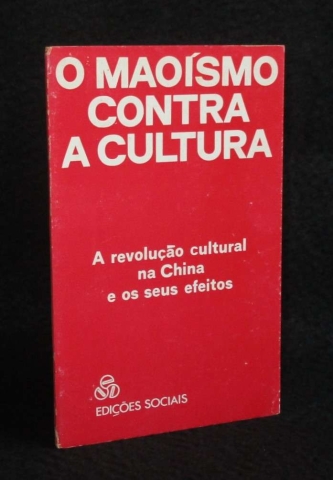 O MAOÍSMO
CONTRA
A CULTURA
A revolução cultural
na China
e os seus efeitos
EDIÇÕES SOCIAIS